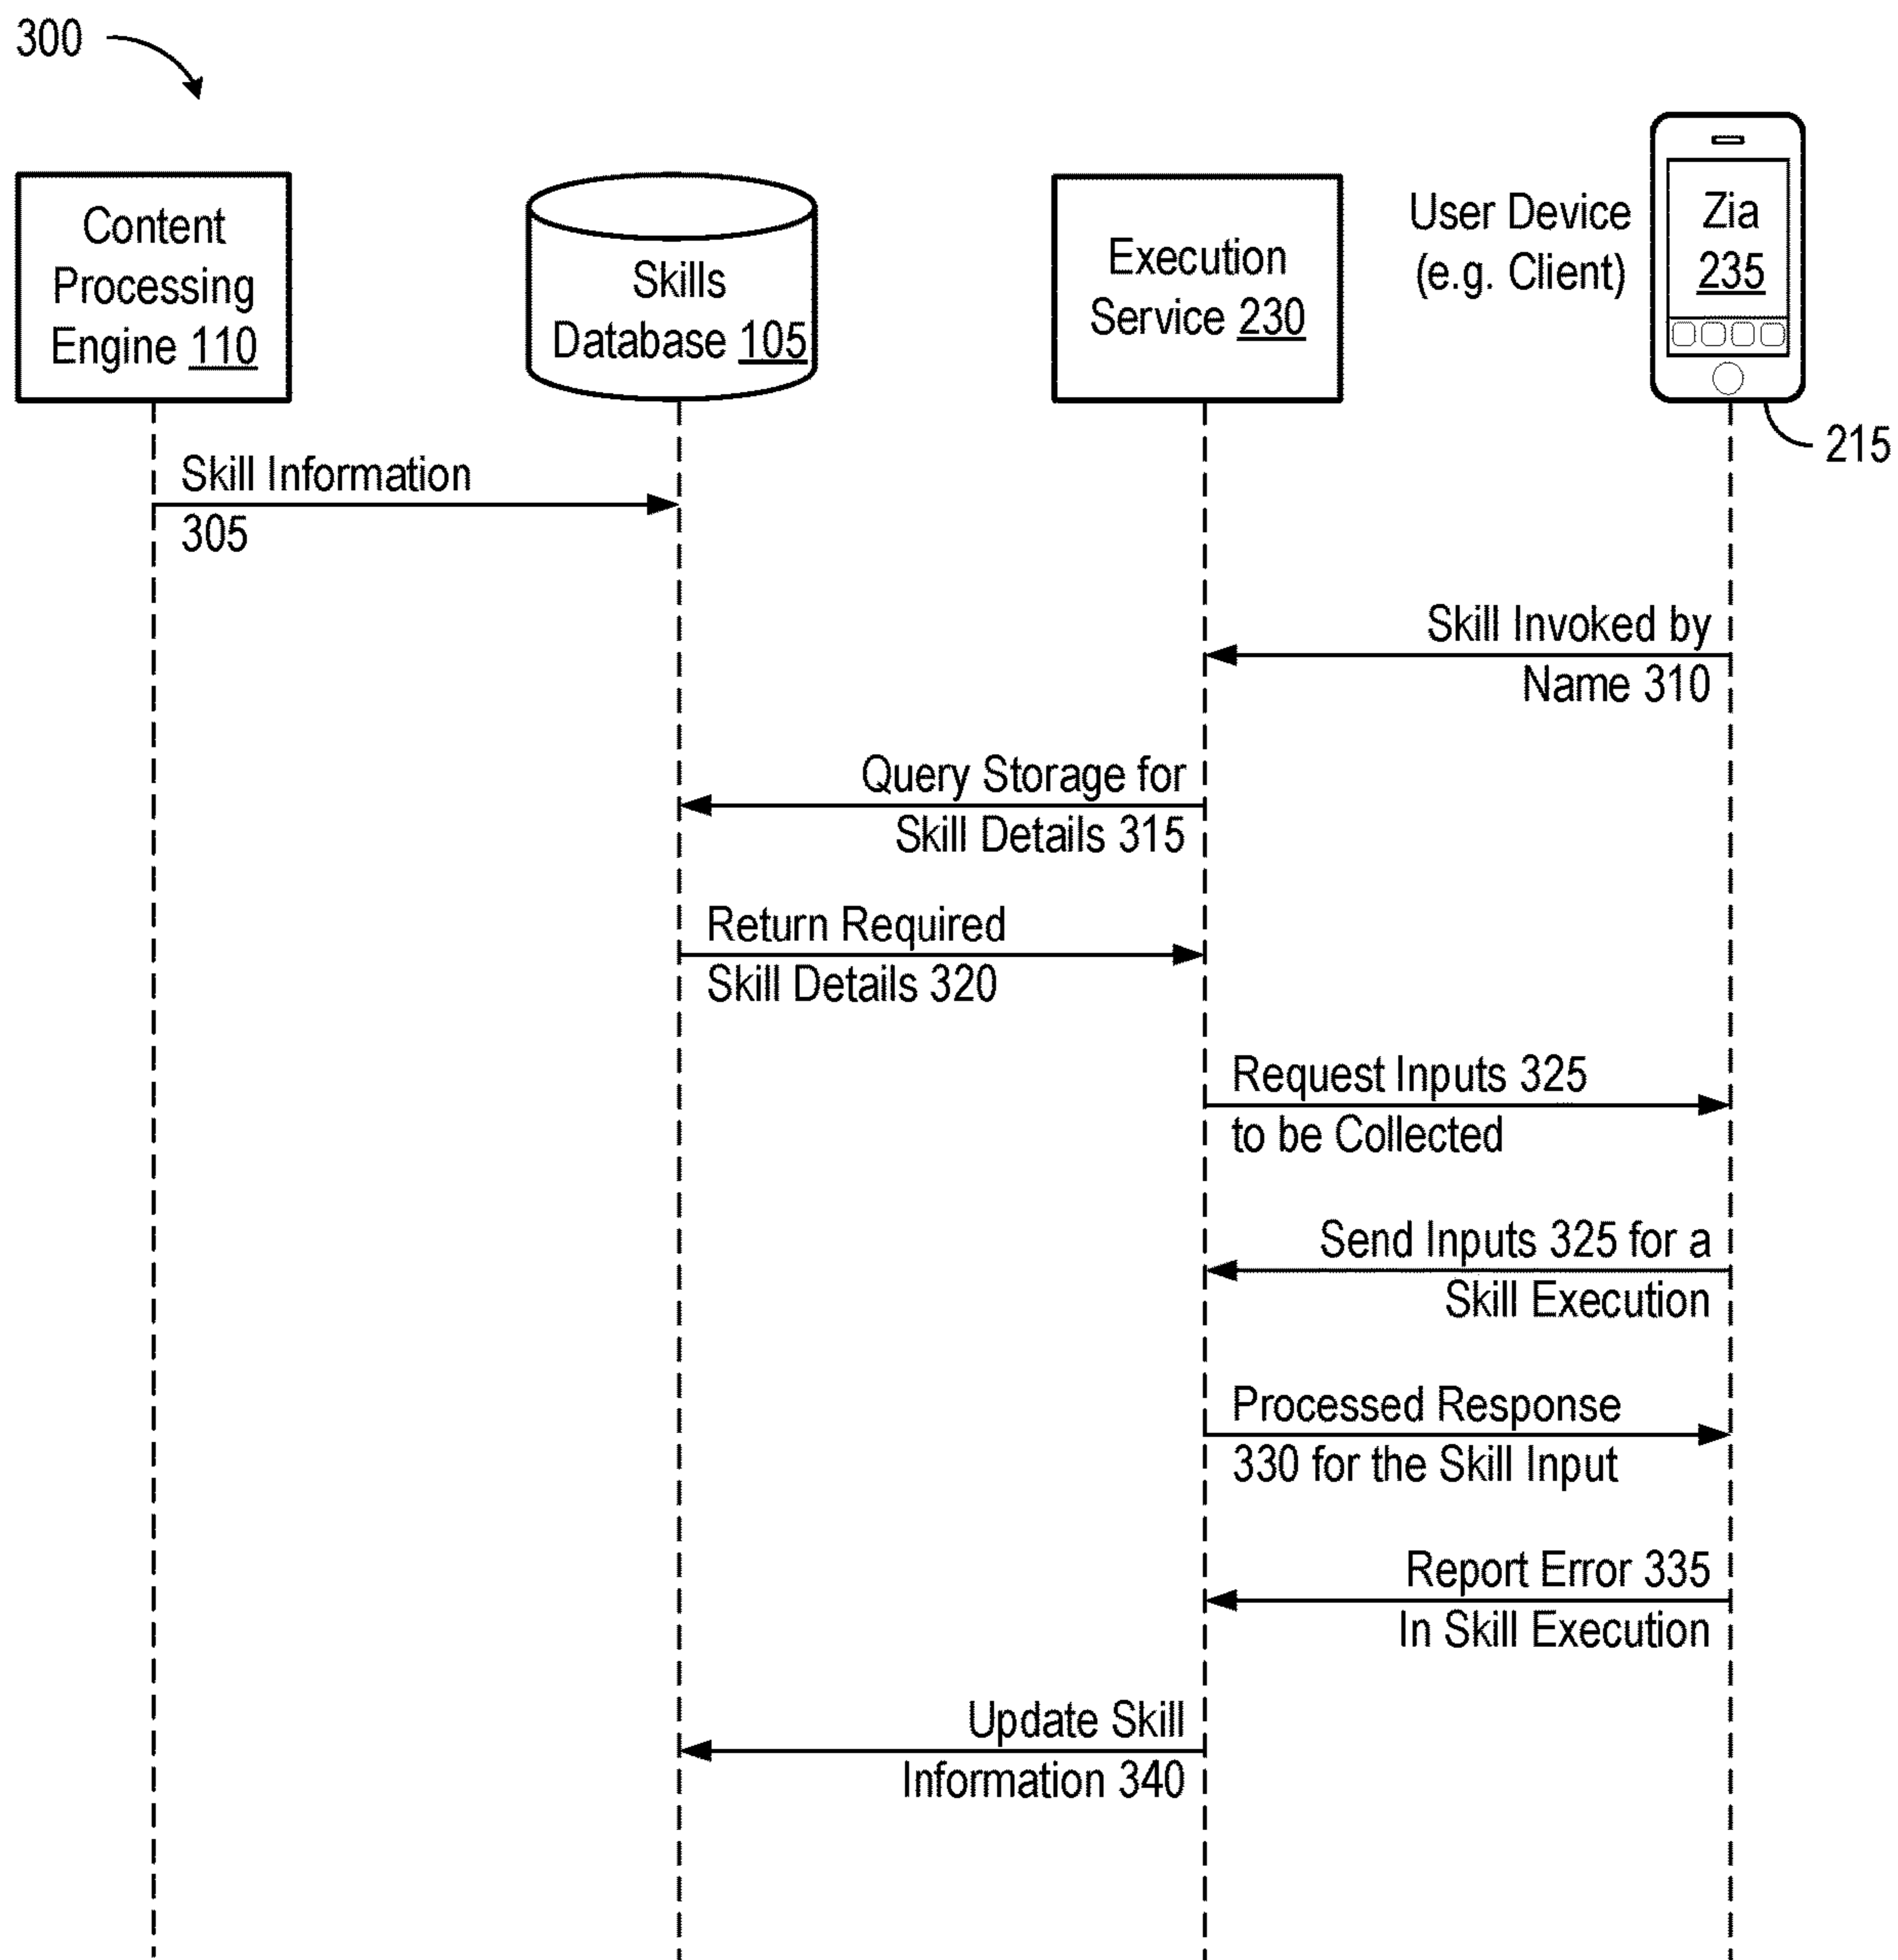 300
Content
Processing
Engine 110
Skills
Database 105
Execution
Service 230
User Device
(e.g. Client)
Zia
235
215
Skill Information
305
Skill Invoked by
Name 310
Query Storage for
Skill Details 315
Return Required
Skill Details 320
Request Inputs 325
to be Collected
Send Inputs 325 for a
Skill Execution
Processed Response
330 for the Skill Input
Report Error 335
In Skill Execution
Update Skill
Information 340